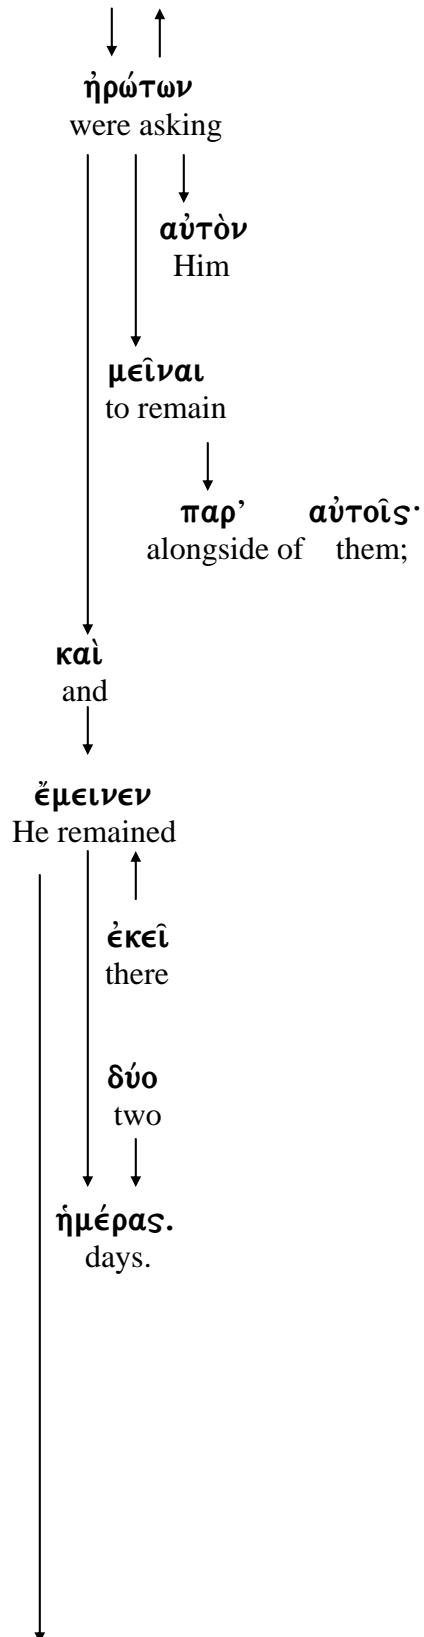 ἠρώτων
were asking
αὐτὸν
Him
μεῖναι
to remain
παρ’ αὐτοῖς·
alongside of them;
καὶ
and
ἔμεινεν
He remained
ἐκεῖ
there
δύο
two
ἡμέρας.
days.